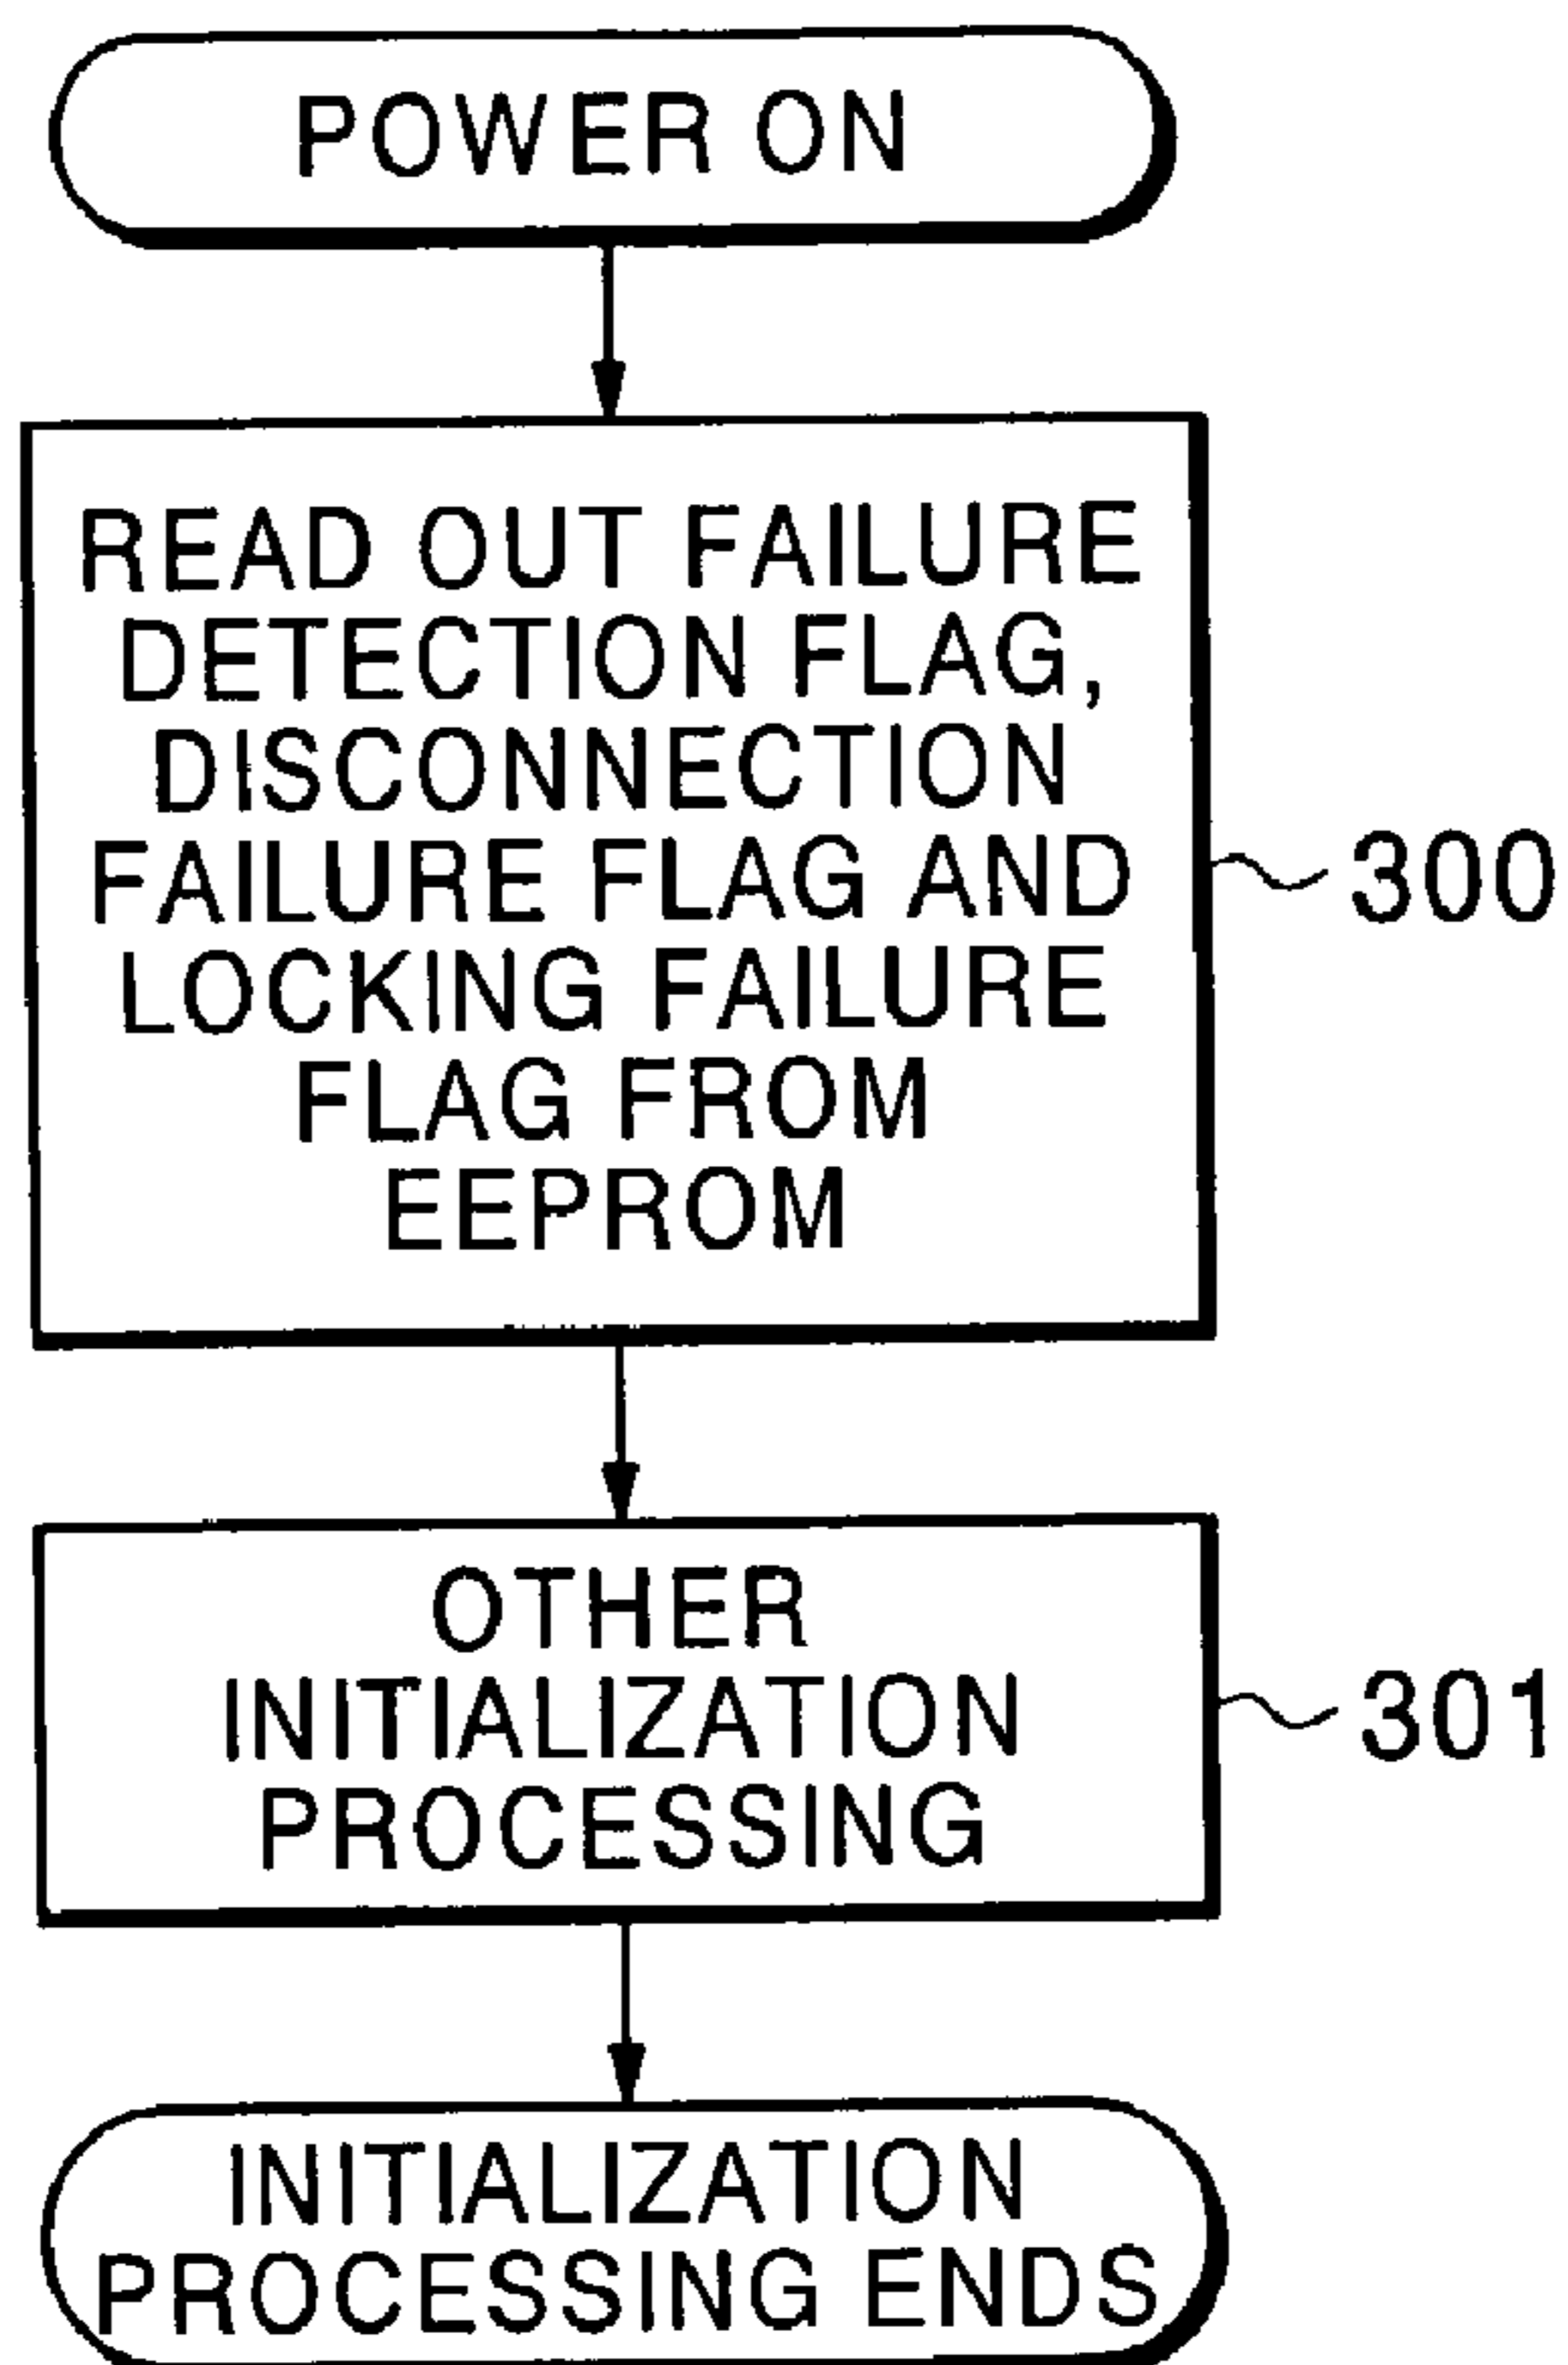 POWER ON
READ OUT FAILURE
DETECTION FLAG,
DISCONNECTION
FAILURE FLAG AND
LOCKING FAILURE
FLAG FROM
EEPROM
300
OTHER
INITIALIZATION
PROCESSING
301
INITIALIZATION
PROCESSING ENDS